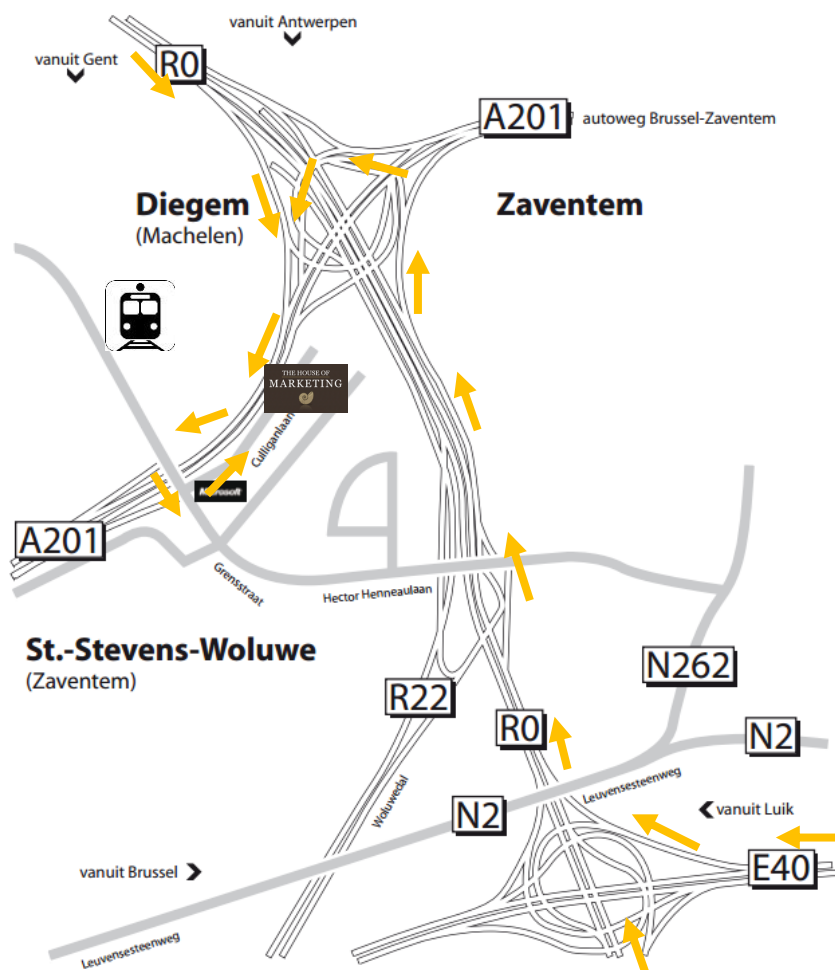 vanuit Antwerpen
vanuit Gent
R0
A201
autoweg Brussel-Zaventem
Diegem
(Machelen)
Zaventem
THE HOUSE OF
MARKETING
Culliganlaan
Microsoft
A201
Grensstraat
Hector Henneaulaan
St.-Stevens-Woluwe
(Zaventem)
N262
R22
R0
N2
Leuvensesteenweg
Woluwedal
N2
vanuit Luik
vanuit Brussel
E40
Leuvensesteenweg